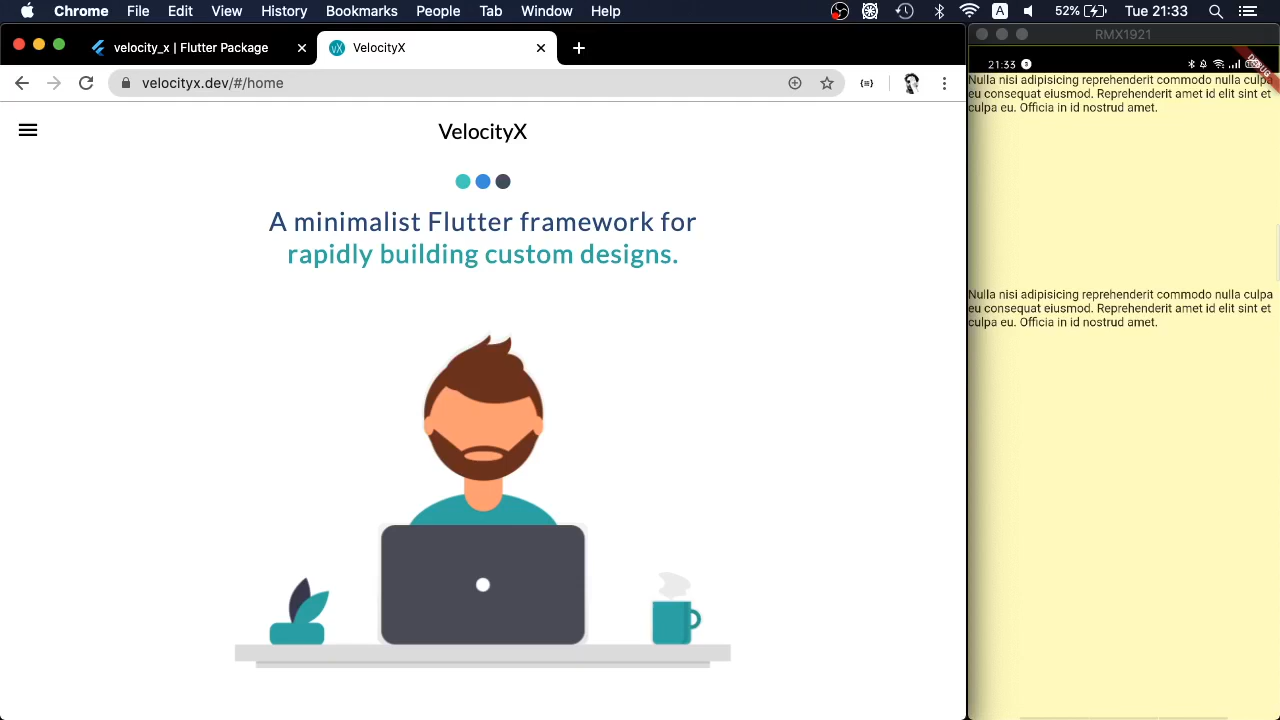 Chrome File Edit View History Bookmarks People Tab Window Help A 52% Tue 21:33
velocity_x | Flutter Package
vX VelocityX
RMX1921
velocityx.dev/#/home
21:33
DEBUG
VelocityX
A minimalist Flutter framework for
rapidly building custom designs.
Nulla nisi adipisicing reprehenderit commodo nulla culpa
eu consequat eiusmod. Reprehenderit amet id elit sint et
culpa eu. Officia in id nostrud amet.
Nulla nisi adipisicing reprehenderit commodo nulla culpa
eu consequat eiusmod. Reprehenderit amet id elit sint et
culpa eu. Officia in id nostrud amet.